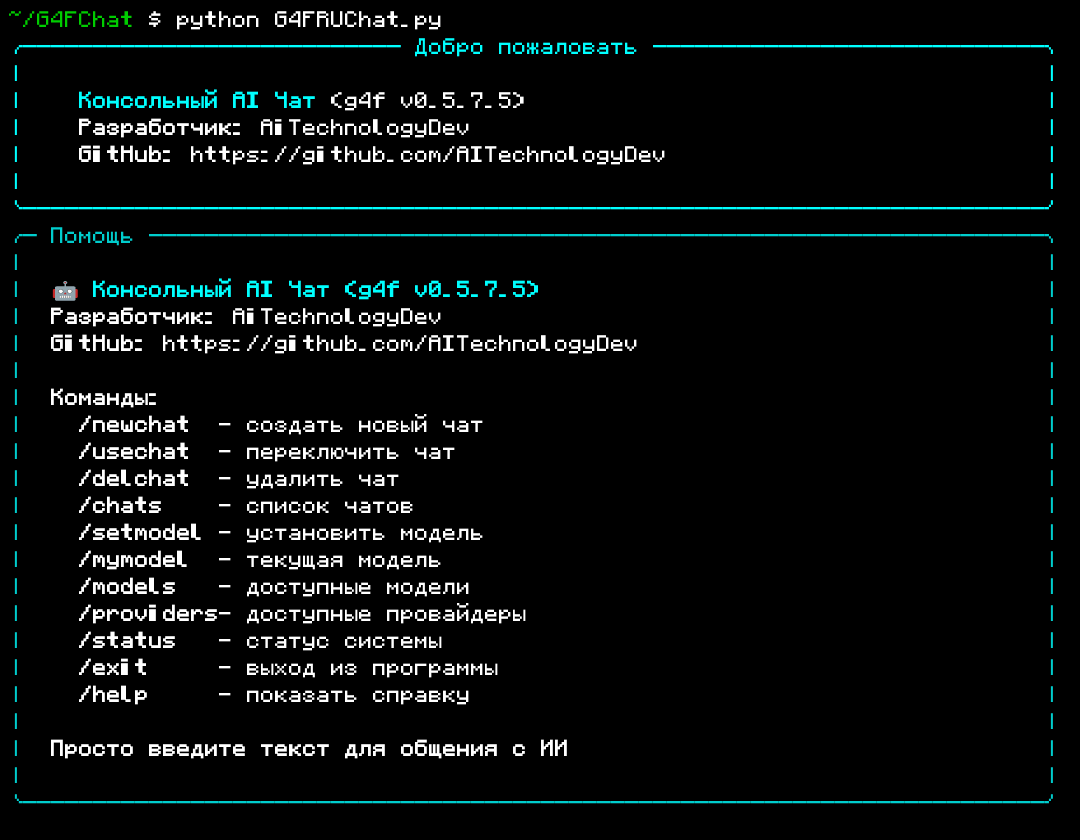 ~/G4FChat $ python G4FRUChat.py
Добро пожаловать
Консольный AI Чат (g4f v0.5.7.5)
Разработчик: AiTechnologyDev
GitHub: https://github.com/AITechnologyDev
Помощь
🤖 Консольный AI Чат (g4f v0.5.7.5)
Разработчик: AiTechnologyDev
GitHub: https://github.com/AITechnologyDev
Команды:
/newchat - создать новый чат
/usechat - переключить чат
/delchat - удалить чат
/chats - список чатов
/setmodel - установить модель
/mymodel - текущая модель
/models - доступные модели
/providers- доступные провайдеры
/status - статус системы
/exit - выход из программы
/help - показать справку
Просто введите текст для общения с ИИ